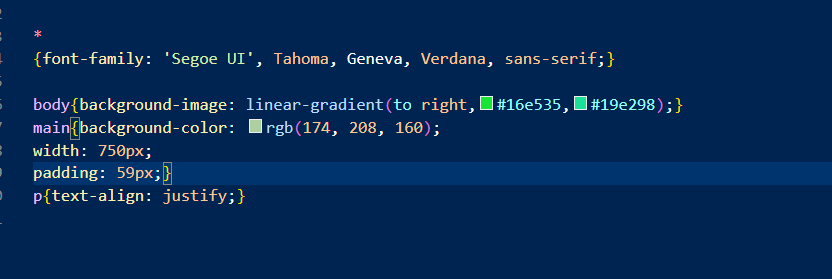 *
{font-family: 'Segoe UI', Tahoma, Geneva, Verdana, sans-serif;}
body{background-image: linear-gradient(to right,#16e535,#19e298);}
main{background-color: rgb(174, 208, 160);
width: 750px;
padding: 59px;}
p{text-align: justify;}